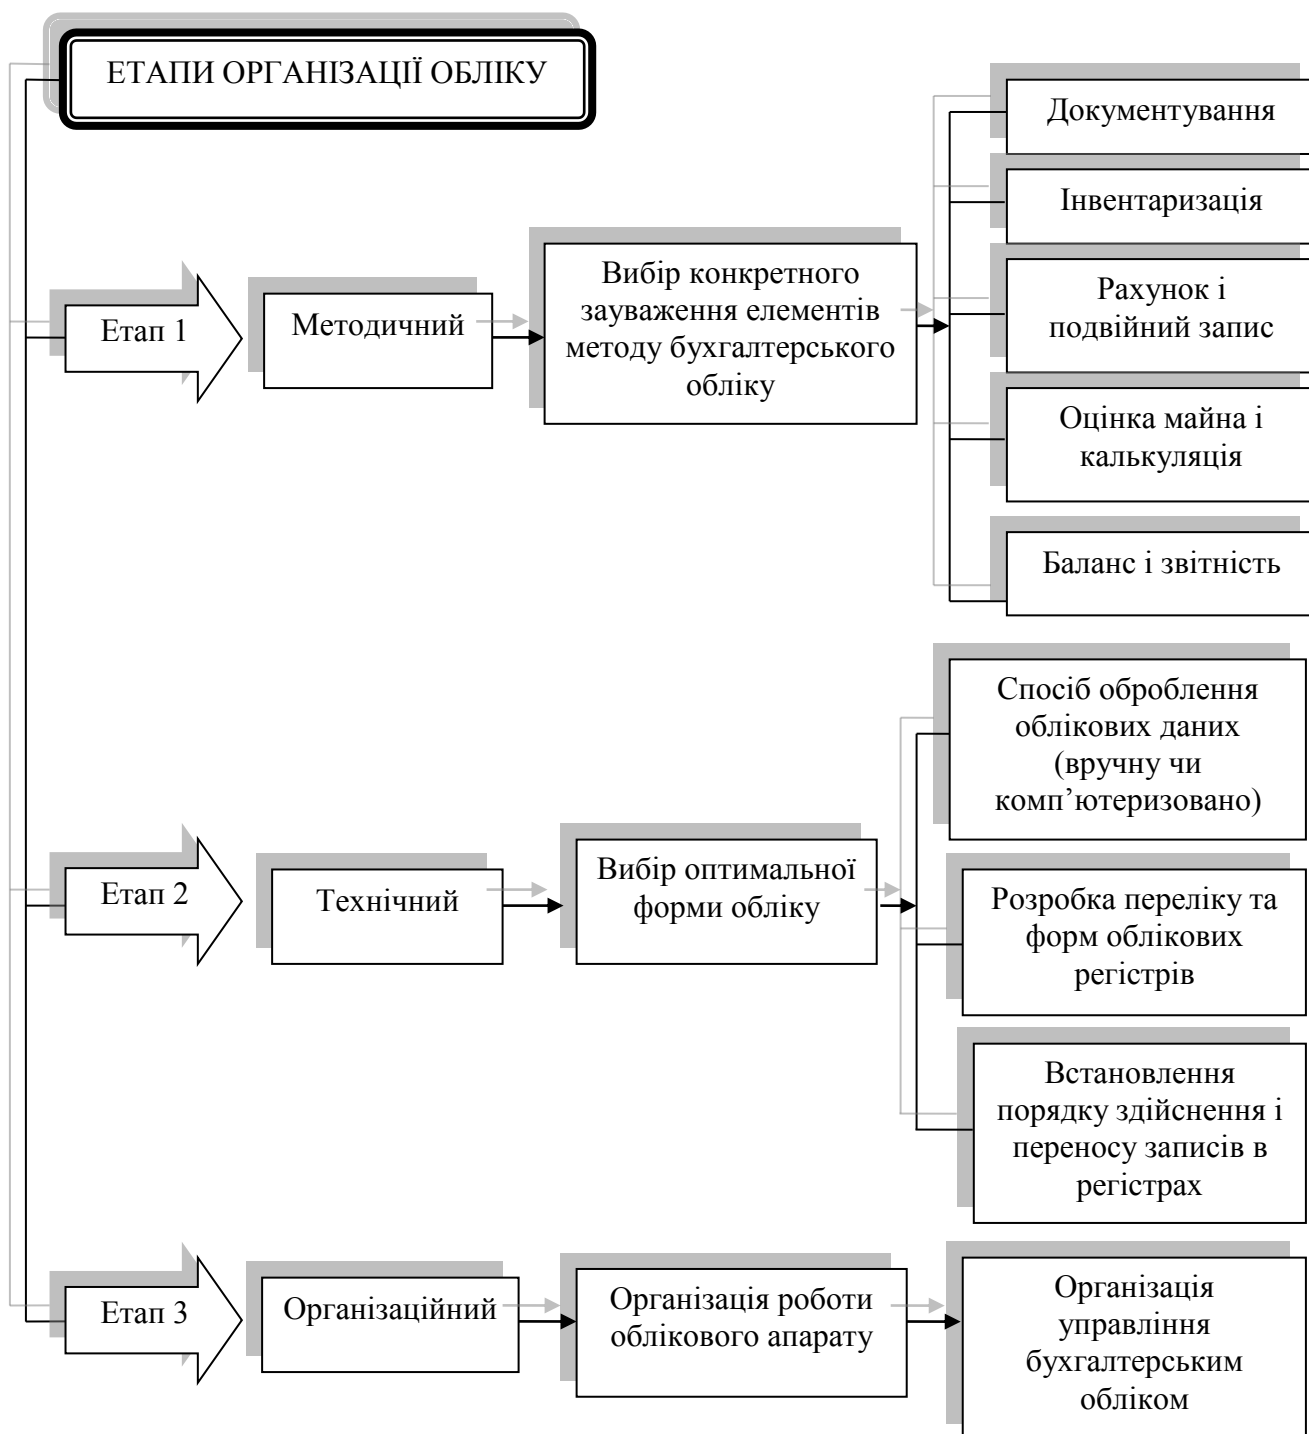 ЕТАПИ ОРГАНІЗАЦІЇ ОБЛІКУ
Етап 1
Методичний
Вибір конкретного
зауваження елементів
методу бухгалтерського
обліку
Документування
Інвентаризація
Рахунок і
подвійний запис
Оцінка майна і
калькуляція
Баланс і звітність
Етап 2
Технічний
Вибір оптимальної
форми обліку
Спосіб оброблення
облікових даних
(вручну чи
комп’ютеризовано)
Розробка переліку та
форм облікових
регістрів
Встановлення
порядку здійснення і
переносу записів в
регістрах
Етап 3
Організаційний
Організація роботи
облікового апарату
Організація
управління
бухгалтерським
обліком